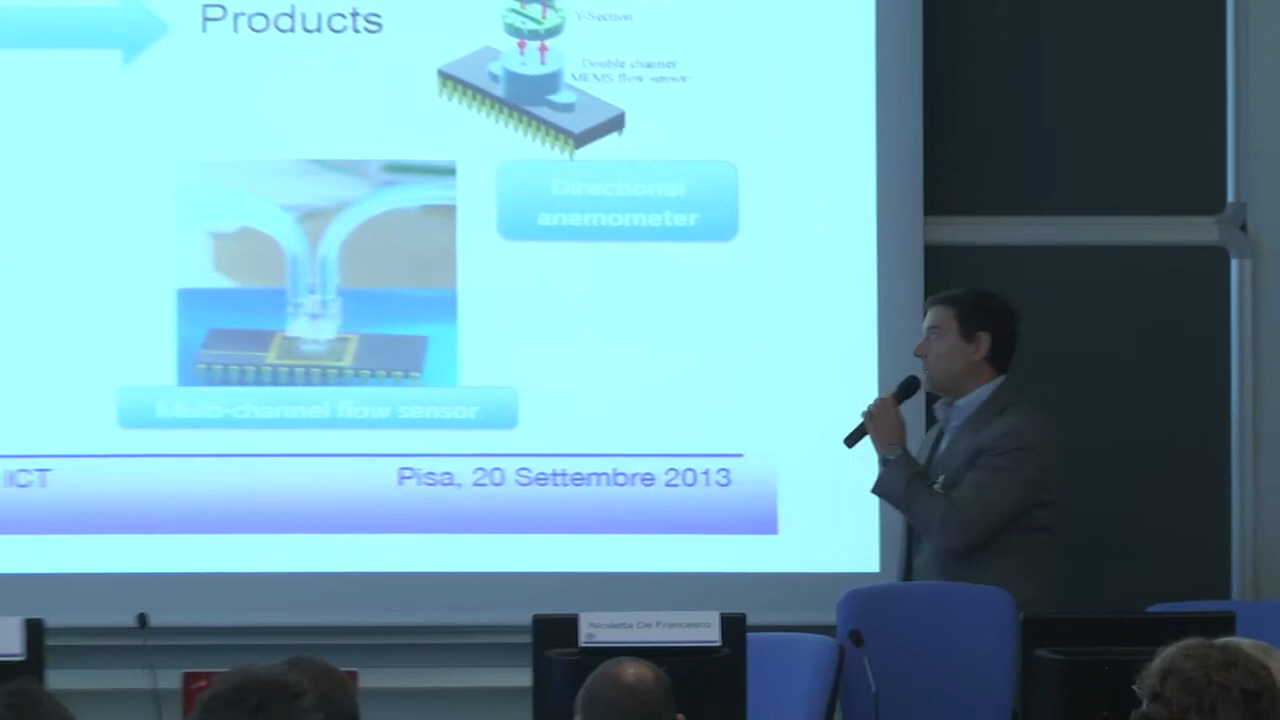 Products
Y-Section
Double channel
MEMS flow sensor
Directional
anemometer
Multi-channel flow sensor
ICT
Pisa, 20 Settembre 2013
Nicoletta De Francesco